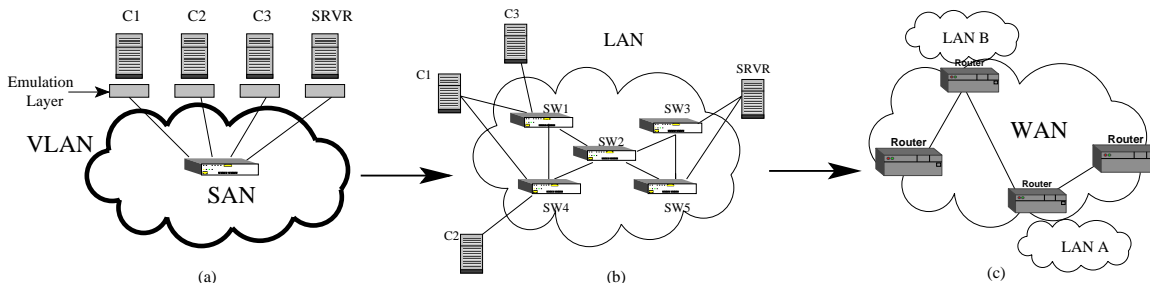 C1
C2
C3
SRVR
Emulation
Layer
VLAN
SAN
(a)
C3
LAN
C1
SRVR
SW1
SW3
SW2
SW4
SW5
C2
(b)
LAN B
Router
WAN
Router
Router
Router
LAN A
(c)